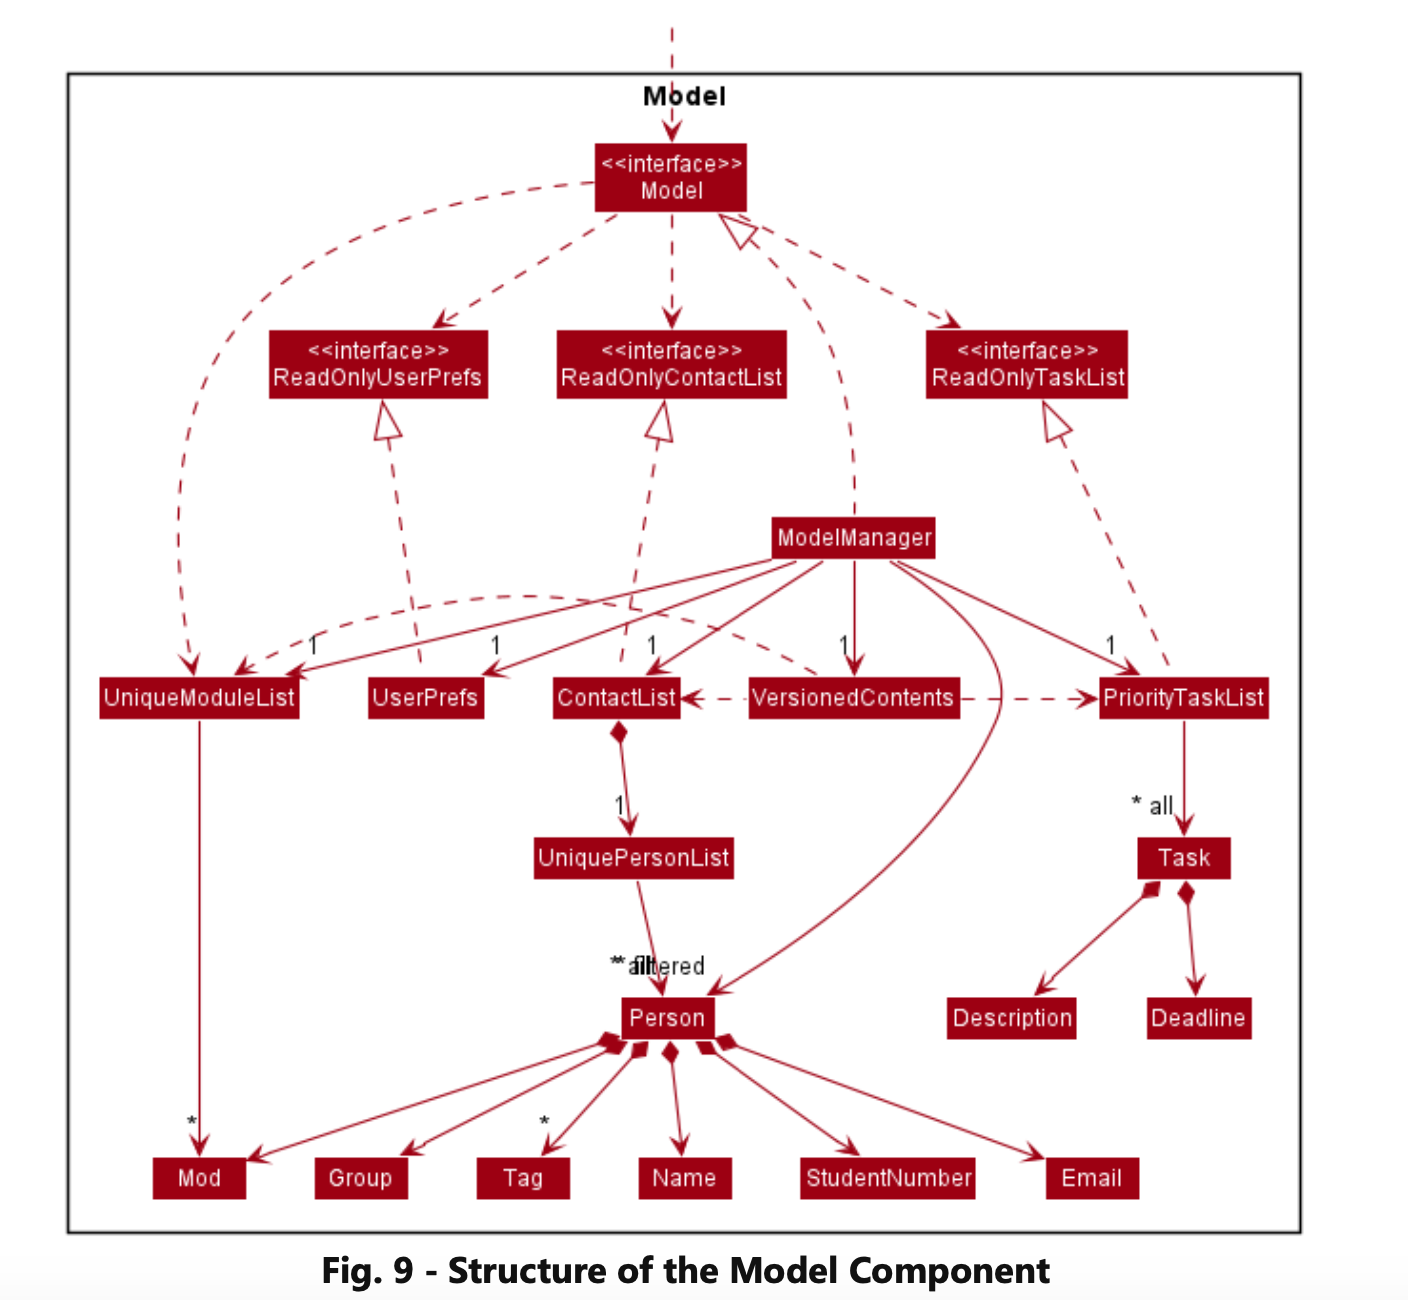 Model
<<interface>>
Model
<<interface>>
ReadOnlyUserPrefs
<<interface>>
ReadOnlyContactList
<<interface>>
ReadOnlyTaskList
ModelManager
1
1
1
1
1
UniqueModuleList
UserPrefs
ContactList
VersionedContents
PriorityTaskList
1
* all
UniquePersonList
Task
* all
* filtered
Person
Description
Deadline
*
*
Mod
Group
Tag
Name
StudentNumber
Email
Fig. 9 - Structure of the Model Component